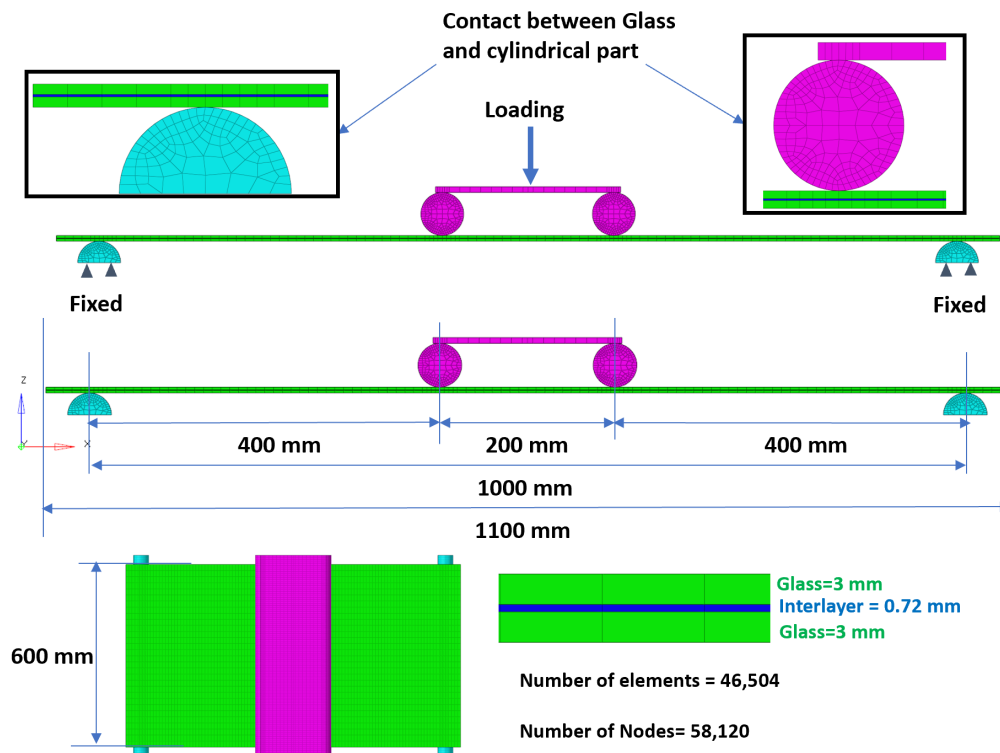 Contact between Glass
and cylindrical part
Loading
Fixed
Fixed
Z
Y
X
400 mm
200 mm
400 mm
1000 mm
1100 mm
600 mm
Glass=3 mm
Interlayer = 0.72 mm
Glass=3 mm
Number of elements = 46,504
Number of Nodes= 58,120